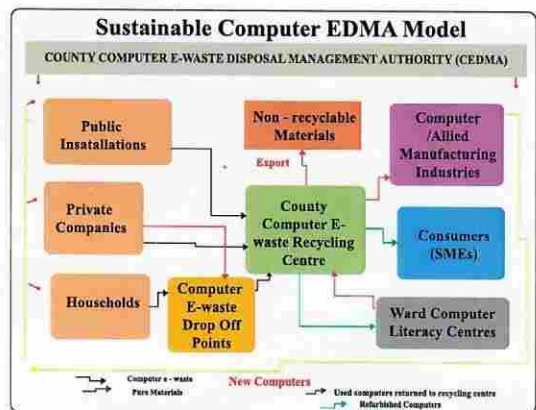 Sustainable Computer EDMA Model
COUNTY COMPUTER E-WASTE DISPOSAL MANAGEMENT AUTHORITY (CEDMA)
Public
Insatallations
Non - recyclable
Materials
Computer
/Allied
Manufacturing
Industries
Export
Private
Companies
County
Computer E-
waste Recycling
Centre
Consumers
(SMEs)
Households
Computer
E-waste
Drop Off
Points
Ward Computer
Literacy Centres
Computer e - waste
Pure Materials
New Computers
Used computers returned to recycling centre
Refurbished Computers